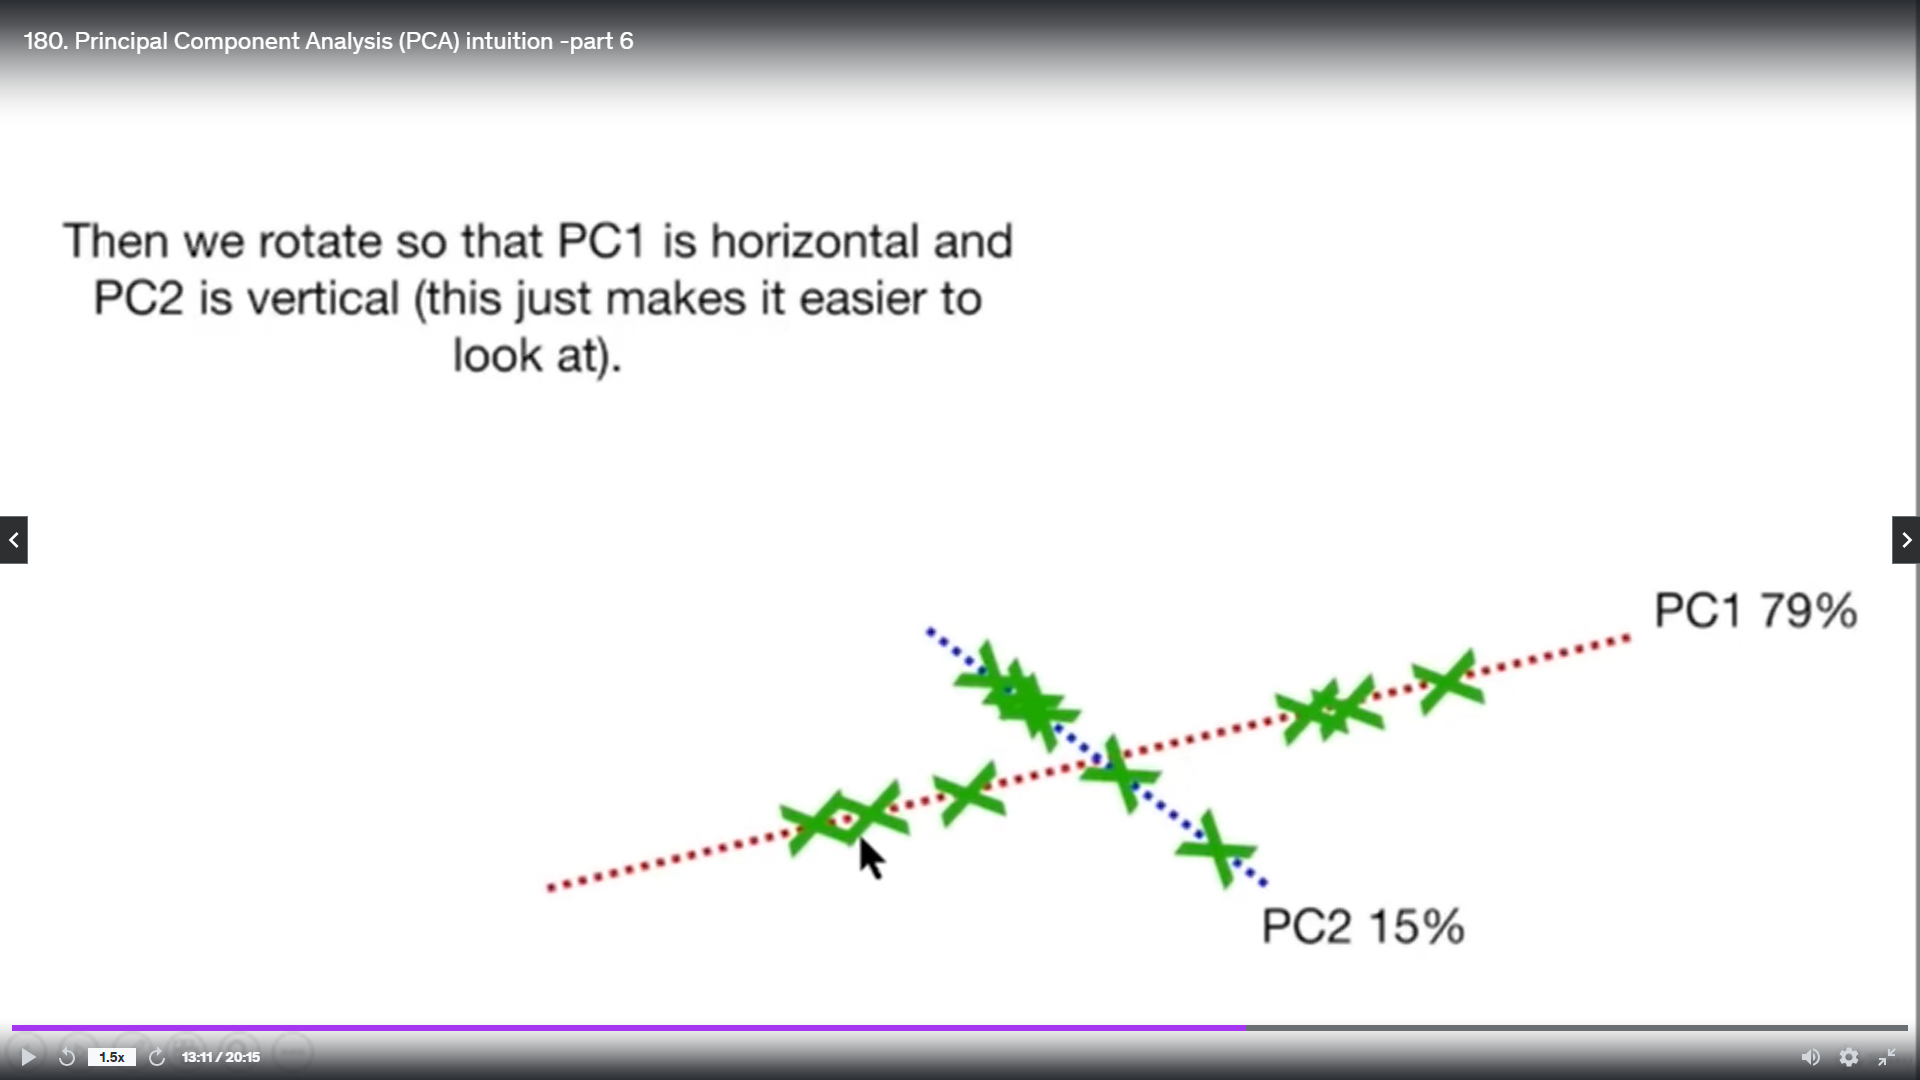 180. Principal Component Analysis (PCA) intuition -part 6
Then we rotate so that PC1 is horizontal and
PC2 is vertical (this just makes it easier to
look at).
PC1 79%
PC2 15%
1.5x
13:11 / 20:15